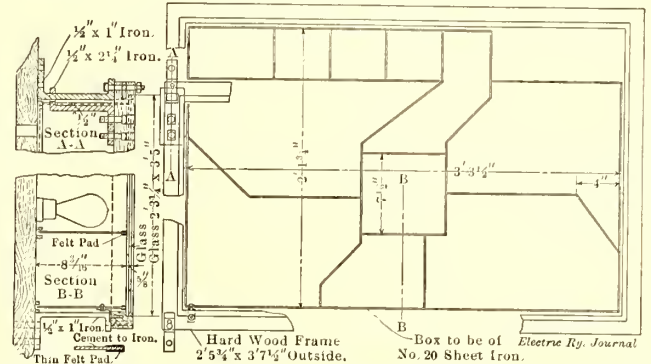 ½" x 1" Iron.
½" x 2¼" Iron.
½"
Section
A-A
A
A
Glass 2'3¼" x 3'5"
2'1¾"
3'3½"
4"
B
B
Felt Pad
8 3/16"
Section
B-B
⅝"
½" x 1" Iron
Cement to Iron.
Thin Felt Pad.
Hard Wood Frame
2'5¾" x 3'7½" Outside.
Box to be of
No. 20 Sheet Iron.
Electric Ry. Journal